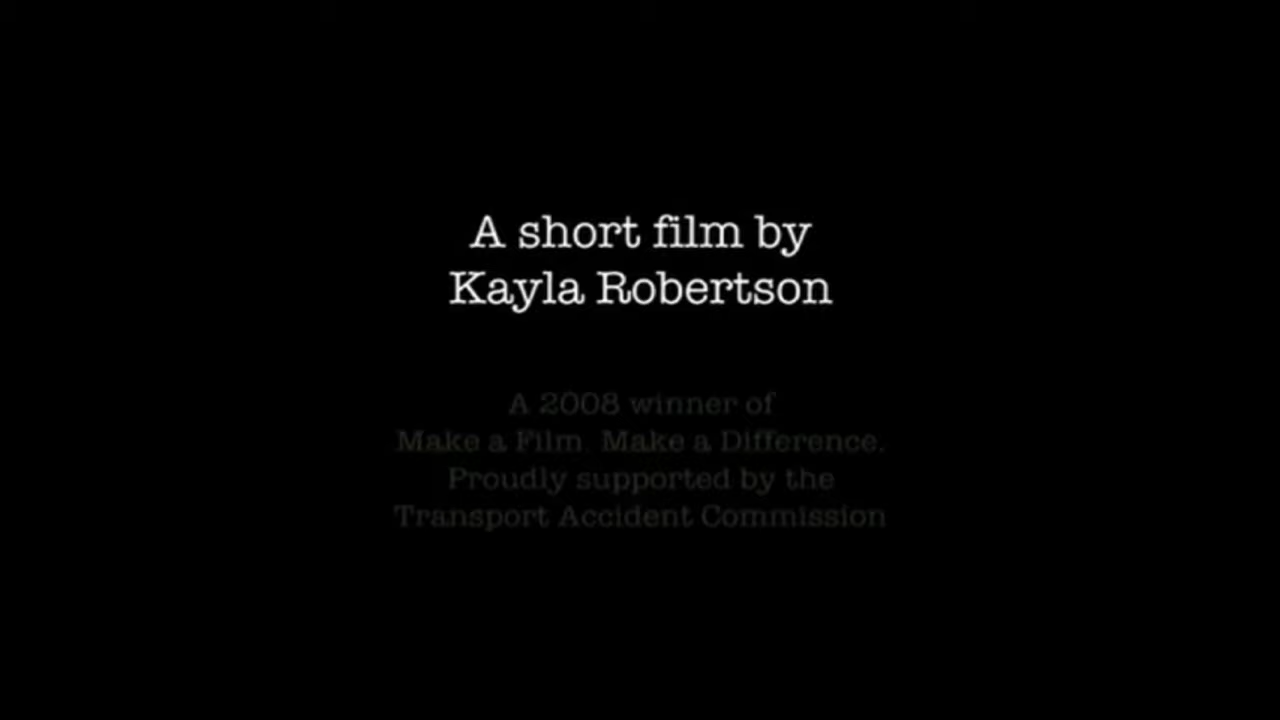 A short film by
Kayla Robertson
A 2008 winner of
Make a Film. Make a Difference.
Proudly supported by the
Transport Accident Commission